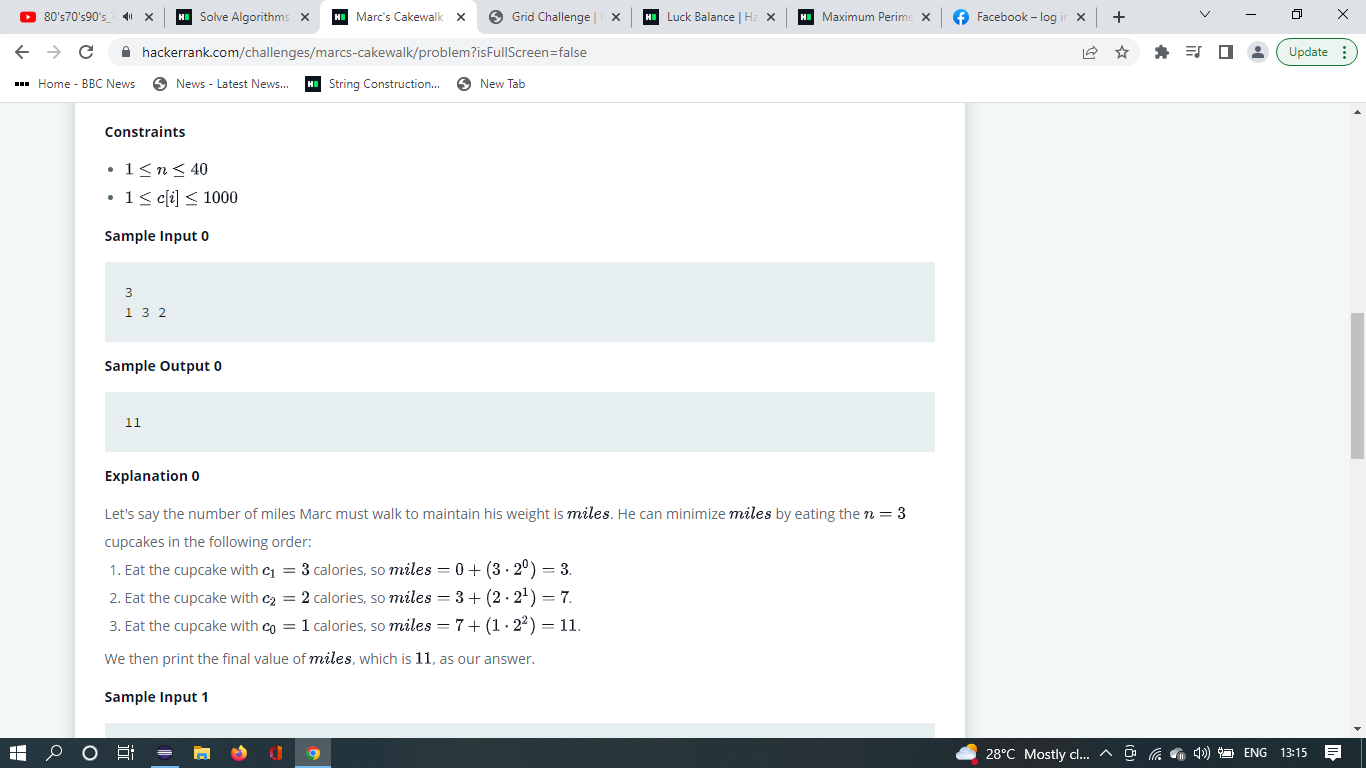 80's70's90's_
Solve Algorithms
Marc's Cakewalk
Grid Challenge |
Luck Balance | Ha
Maximum Perime
Facebook – log in
hackerrank.com/challenges/marcs-cakewalk/problem?isFullScreen=false
Update
Home - BBC News
News - Latest News...
String Construction...
New Tab
Constraints
• 1 ≤ n ≤ 40
• 1 ≤ c[i] ≤ 1000
Sample Input 0
3
1 3 2
Sample Output 0
11
Explanation 0
Let's say the number of miles Marc must walk to maintain his weight is miles. He can minimize miles by eating the n = 3
cupcakes in the following order:
1. Eat the cupcake with c₁ = 3 calories, so miles = 0 + (3 · 2⁰) = 3.
2. Eat the cupcake with c₂ = 2 calories, so miles = 3 + (2 · 2¹) = 7.
3. Eat the cupcake with c₀ = 1 calories, so miles = 7 + (1 · 2²) = 11.
We then print the final value of miles, which is 11, as our answer.
Sample Input 1
28°C Mostly cl... ENG 13:15